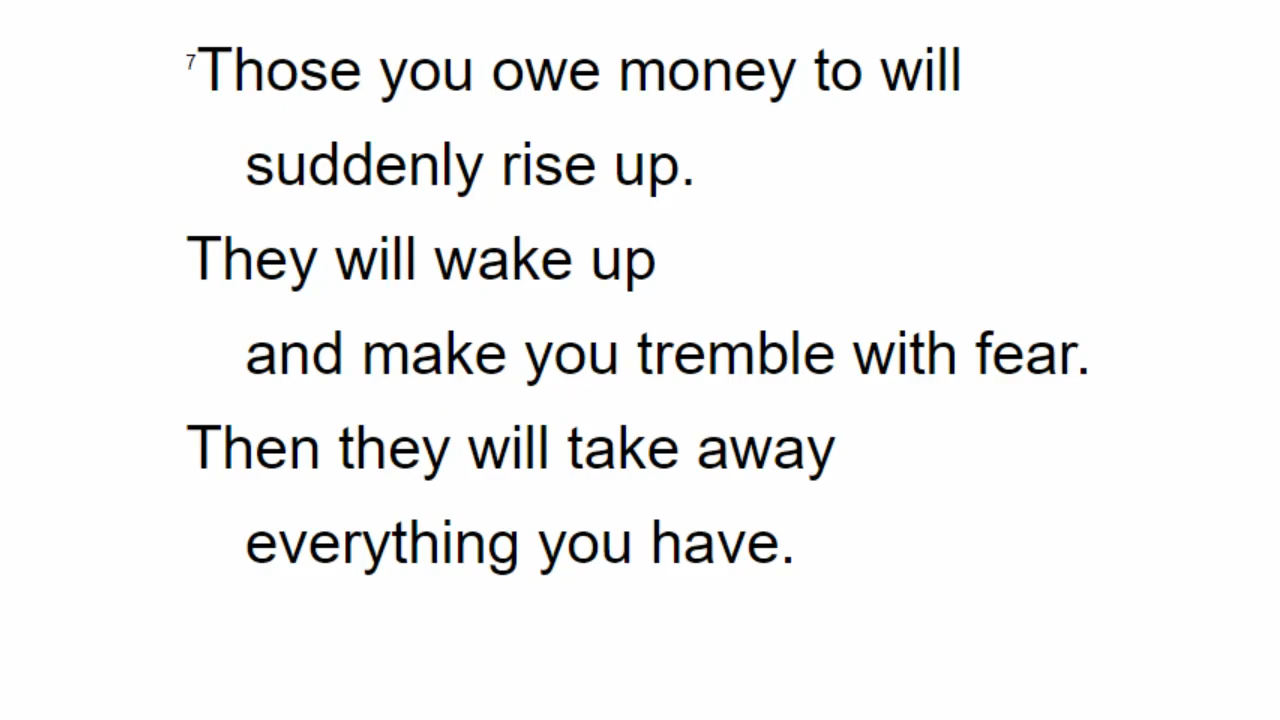 7Those you owe money to will
suddenly rise up.
They will wake up
and make you tremble with fear.
Then they will take away
everything you have.